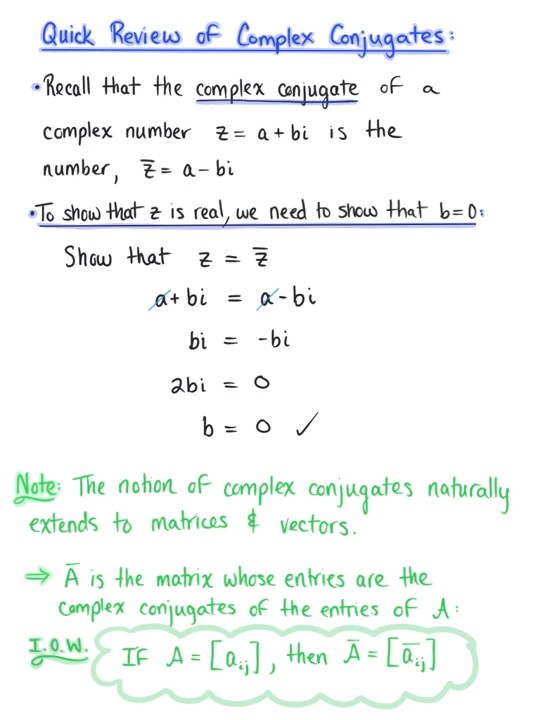 Quick Review of Complex Conjugates:
• Recall that the complex conjugate of a
complex number z = a + bi is the
number, z̅ = a - bi
• To show that z is real, we need to show that b=0:
Show that z = z̅
a + bi = a - bi
bi = -bi
2bi = 0
b = 0 ✓
Note: The notion of complex conjugates naturally
extends to matrices & vectors.
⇒ A̅ is the matrix whose entries are the
complex conjugates of the entries of A:
I.O.W. IF A = [aᵢⱼ], then A̅ = [a̅ᵢⱼ]